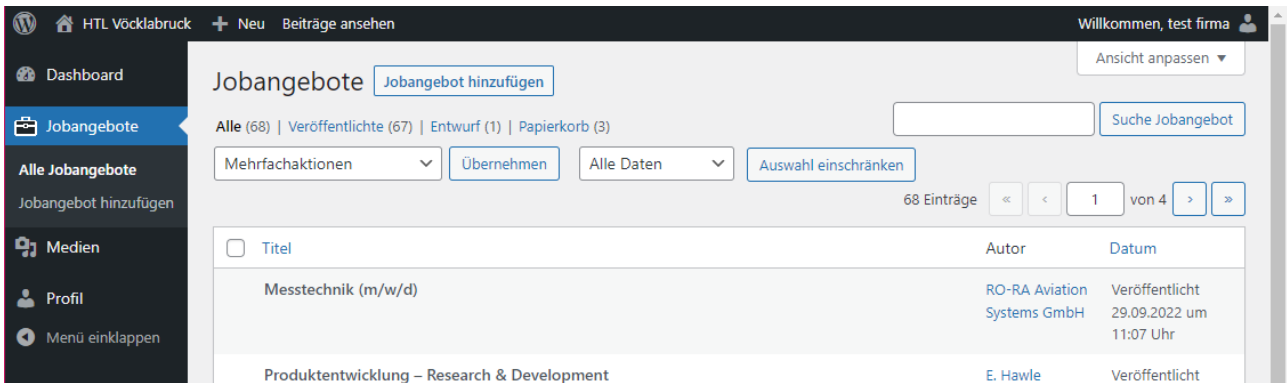 HTL Vöcklabruck Neu Beiträge ansehen Willkommen, test firma
Dashboard
Jobangebote
Alle Jobangebote
Jobangebot hinzufügen
Medien
Profil
Menü einklappen
Ansicht anpassen
Jobangebote Jobangebot hinzufügen
Alle (68) | Veröffentlichte (67) | Entwurf (1) | Papierkorb (3)
Suche Jobangebot
Mehrfachaktionen Übernehmen Alle Daten Auswahl einschränken
68 Einträge « ‹ 1 von 4 › »
Titel Autor Datum
Messtechnik (m/w/d) RO-RA Aviation Veröffentlicht
Systems GmbH 29.09.2022 um
11:07 Uhr
Produktentwicklung – Research & Development E. Hawle Veröffentlicht